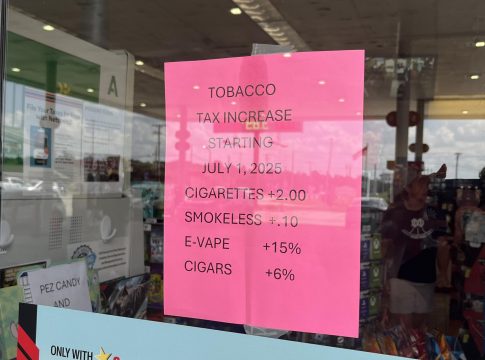 TOBACCO
TAX INCREASE
STARTING
JULY 1, 2025
CIGARETTES +2.00
SMOKELESS +.10
E-VAPE +15%
CIGARS +6%
A
PEZ CANDY
AND
ONLY WITH